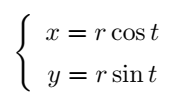 x = r cos t
y = r sin t